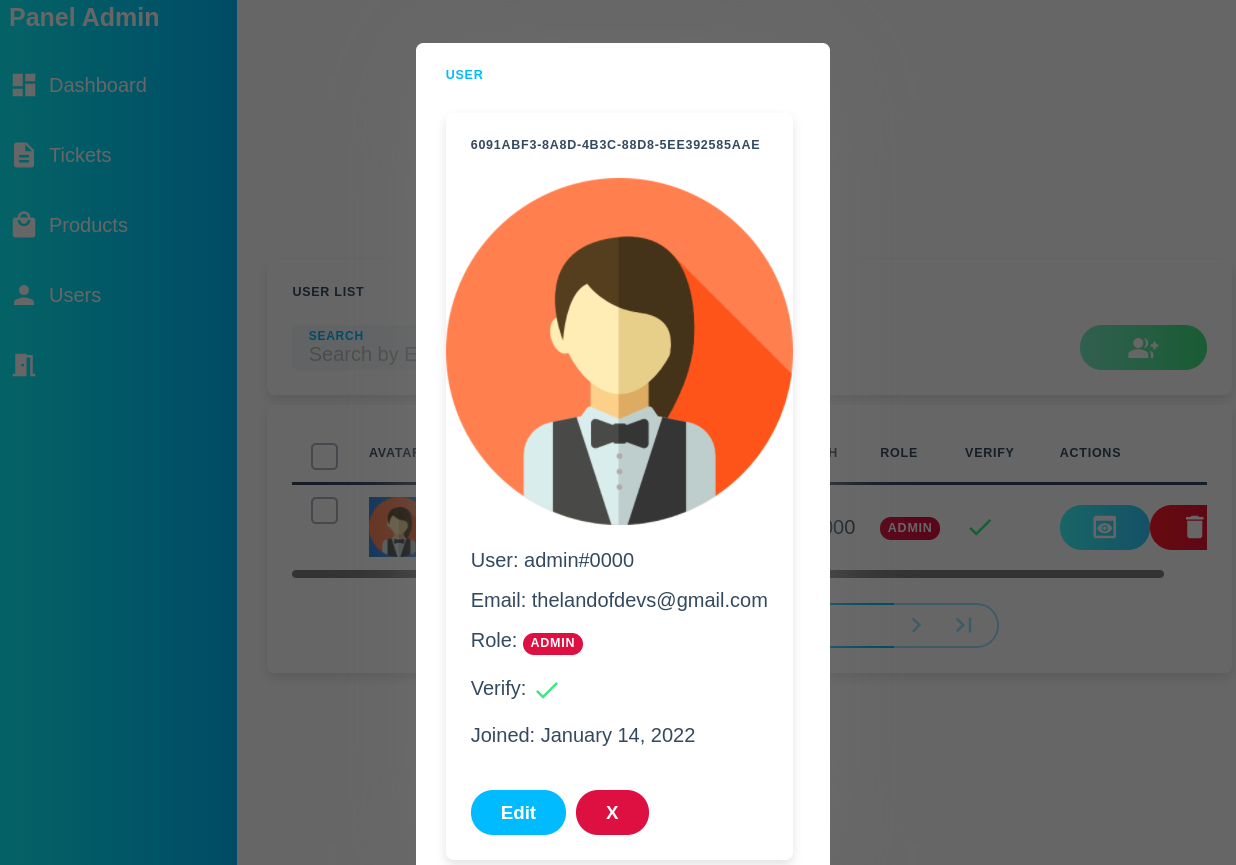 Panel Admin
Dashboard
Tickets
Products
Users
USER
6091ABF3-8A8D-4B3C-88D8-5EE392585AAE
User: admin#0000
Email: thelandofdevs@gmail.com
Role: ADMIN
Verify:
Joined: January 14, 2022
Edit X
USER LIST
SEARCH
Search by E
AVATAR H ROLE VERIFY ACTIONS
000 ADMIN